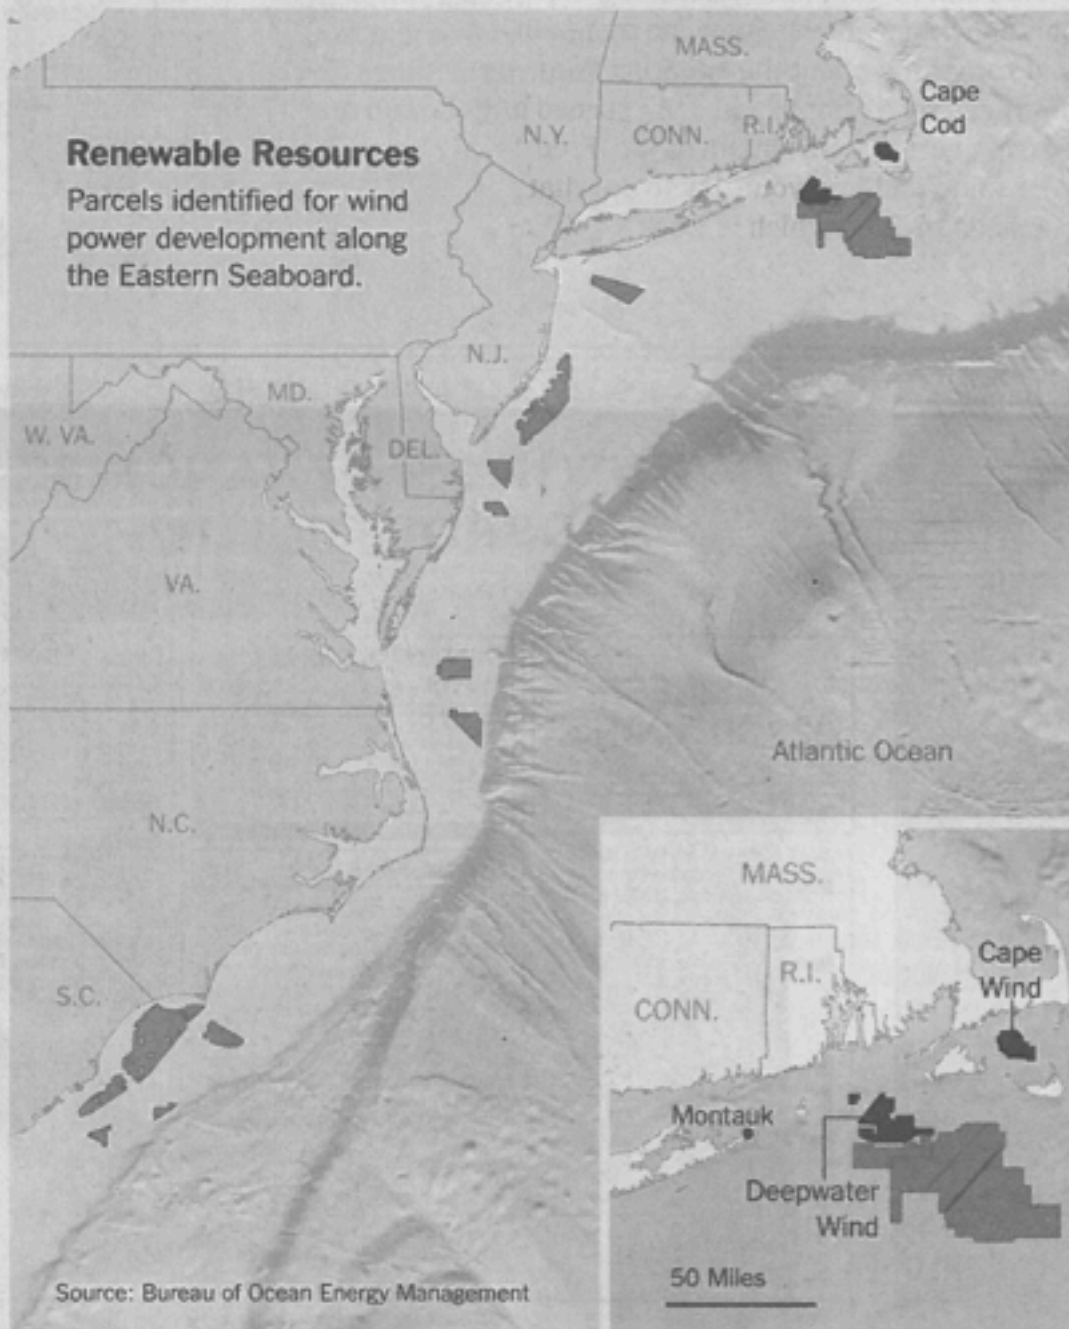 MASS.
Cape
Cod
N.Y.
CONN.
R.I.
Renewable Resources
Parcels identified for wind
power development along
the Eastern Seaboard.
N.J.
MD.
W. VA.
DEL.
VA.
Atlantic Ocean
N.C.
S.C.
MASS.
Cape
Wind
R.I.
CONN.
Montauk
Deepwater
Wind
50 Miles
Source: Bureau of Ocean Energy Management